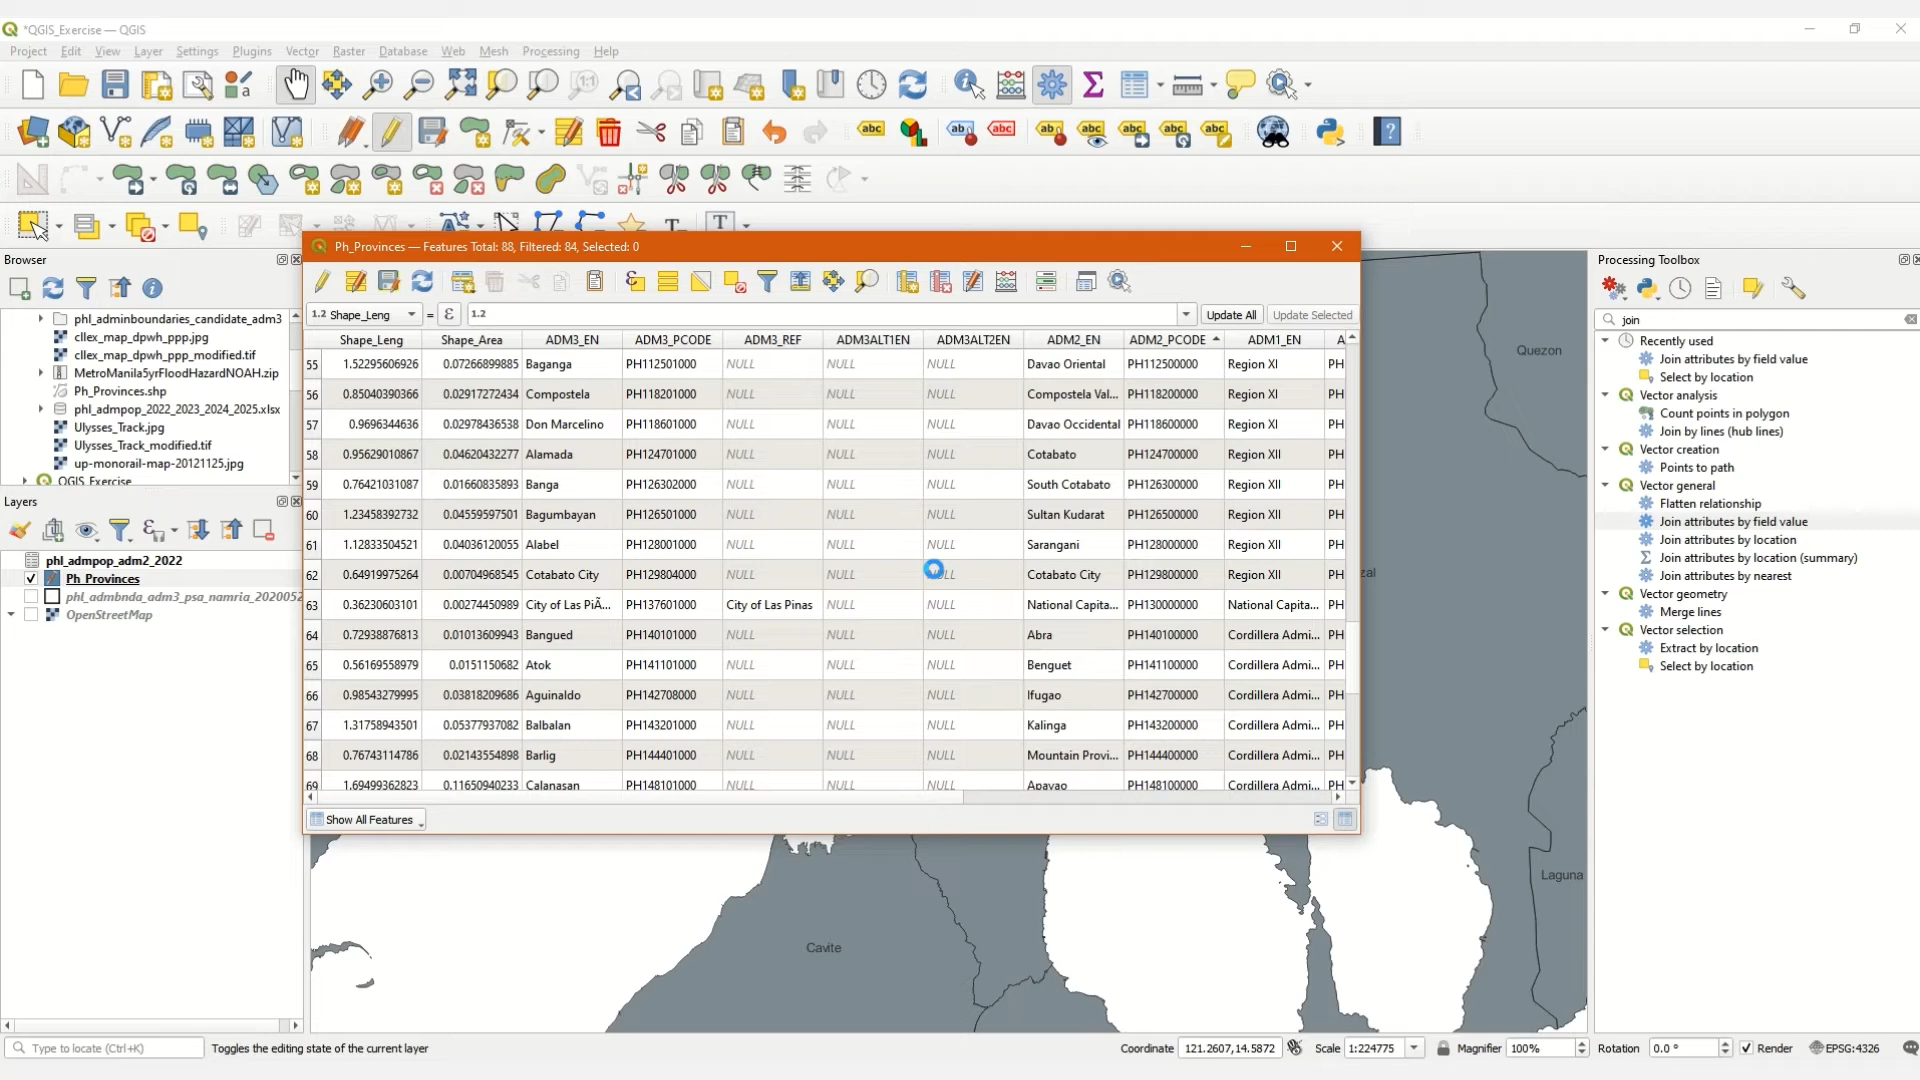 *QGIS_Exercise — QGIS
Project Edit View Layer Settings Plugins Vector Raster Database Web Mesh Processing Help
Browser
phl_adminboundaries_candidate_adm3
cllex_map_dpwh_ppp.jpg
cllex_map_dpwh_ppp_modified.tif
MetroManila5yrFloodHazardNOAH.zip
Ph_Provinces.shp
phl_admpop_2022_2023_2024_2025.xlsx
Ulysses_Track.jpg
Ulysses_Track_modified.tif
up-monorail-map-20121125.jpg
QGIS_Exercise
Layers
phl_admpop_adm2_2022
Ph_Provinces
phl_admbnda_adm3_psa_namria_2020052
OpenStreetMap
Ph_Provinces — Features Total: 88, Filtered: 84, Selected: 0
1.2 Shape_Leng = ε 1.2 Update All Update Selected
Shape_Leng Shape_Area ADM3_EN ADM3_PCODE ADM3_REF ADM3ALT1EN ADM3ALT2EN ADM2_EN ADM2_PCODE ADM1_EN A
55 1.52295606926 0.07266899885 Baganga PH112501000 NULL NULL NULL Davao Oriental PH112500000 Region XI PH
56 0.85040390366 0.02917272434 Compostela PH118201000 NULL NULL NULL Compostela Val... PH118200000 Region XI PH
57 0.9696344636 0.02978436538 Don Marcelino PH118601000 NULL NULL NULL Davao Occidental PH118600000 Region XI PH
58 0.95629010867 0.04620432277 Alamada PH124701000 NULL NULL NULL Cotabato PH124700000 Region XII PH
59 0.76421031087 0.01660835893 Banga PH126302000 NULL NULL NULL South Cotabato PH126300000 Region XII PH
60 1.23458392732 0.04559597501 Bagumbayan PH126501000 NULL NULL NULL Sultan Kudarat PH126500000 Region XII PH
61 1.12833504521 0.04036120055 Alabel PH128001000 NULL NULL NULL Sarangani PH128000000 Region XII PH
62 0.64919975264 0.00704968545 Cotabato City PH129804000 NULL NULL NULL Cotabato City PH129800000 Region XII PH
63 0.36230603101 0.00274450989 City of Las PiÃ... PH137601000 City of Las Pinas NULL NULL National Capita... PH130000000 National Capita... PH
64 0.72938876813 0.01013609943 Bangued PH140101000 NULL NULL NULL Abra PH140100000 Cordillera Admi... PH
65 0.56169558979 0.0151150682 Atok PH141101000 NULL NULL NULL Benguet PH141100000 Cordillera Admi... PH
66 0.98543279995 0.03818209686 Aguinaldo PH142708000 NULL NULL NULL Ifugao PH142700000 Cordillera Admi... PH
67 1.31758943501 0.05377937082 Balbalan PH143201000 NULL NULL NULL Kalinga PH143200000 Cordillera Admi... PH
68 0.76743114786 0.02143554898 Barlig PH144401000 NULL NULL NULL Mountain Provi... PH144400000 Cordillera Admi... PH
69 1.69499362823 0.11650940233 Calanasan PH148101000 NULL NULL NULL Apayao PH148100000 Cordillera Admi... PH
Show All Features
Quezon
zal
Laguna
Cavite
Processing Toolbox
join
Recently used
Join attributes by field value
Select by location
Vector analysis
Count points in polygon
Join by lines (hub lines)
Vector creation
Points to path
Vector general
Flatten relationship
Join attributes by field value
Join attributes by location
Join attributes by location (summary)
Join attributes by nearest
Vector geometry
Merge lines
Vector selection
Extract by location
Select by location
Type to locate (Ctrl+K) Toggles the editing state of the current layer Coordinate 121.2607,14.5872 Scale 1:224775 Magnifier 100% Rotation 0.0 ° Render EPSG:4326